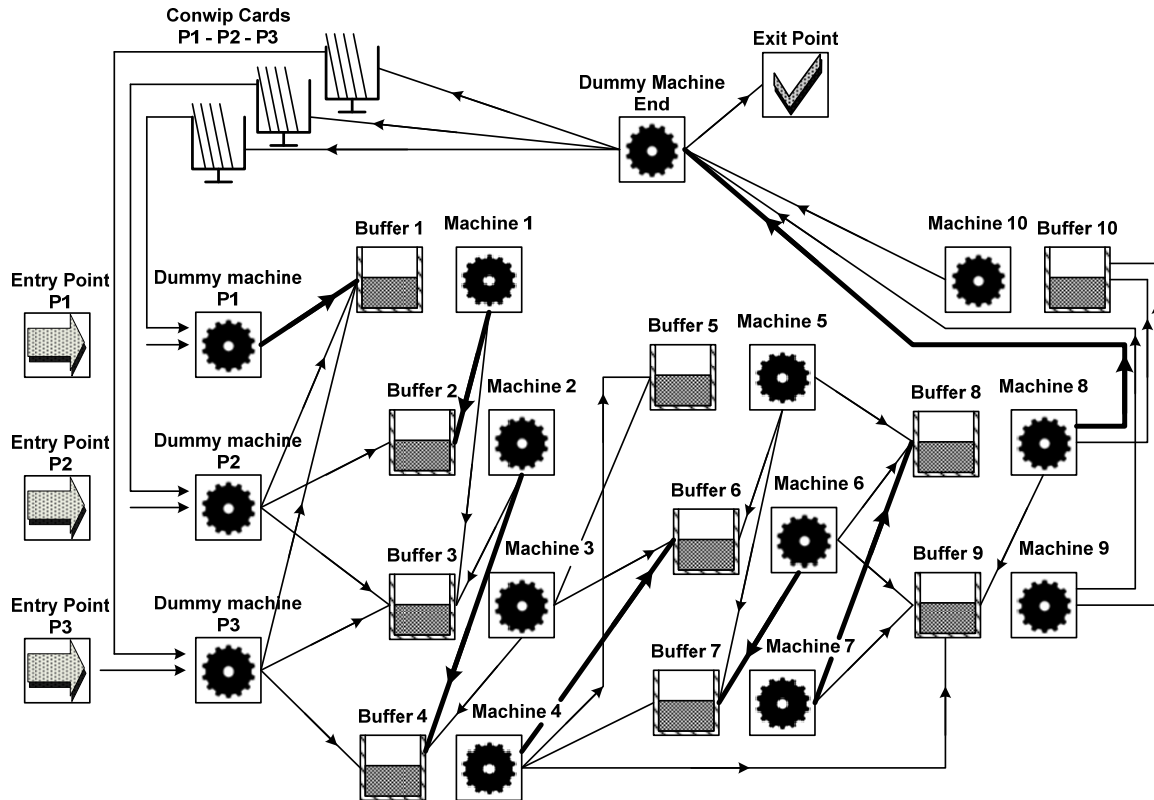 Conwip Cards
P1 - P2 - P3
Exit Point
Dummy Machine
End
Buffer 1
Machine 1
Machine 10
Buffer 10
Entry Point
P1
Dummy machine
P1
Buffer 5
Machine 5
Buffer 2
Machine 2
Buffer 8
Machine 8
Entry Point
P2
Dummy machine
P2
Buffer 6
Machine 6
Buffer 3
Machine 3
Buffer 9
Machine 9
Entry Point
P3
Dummy machine
P3
Buffer 7
Machine 7
Buffer 4
Machine 4